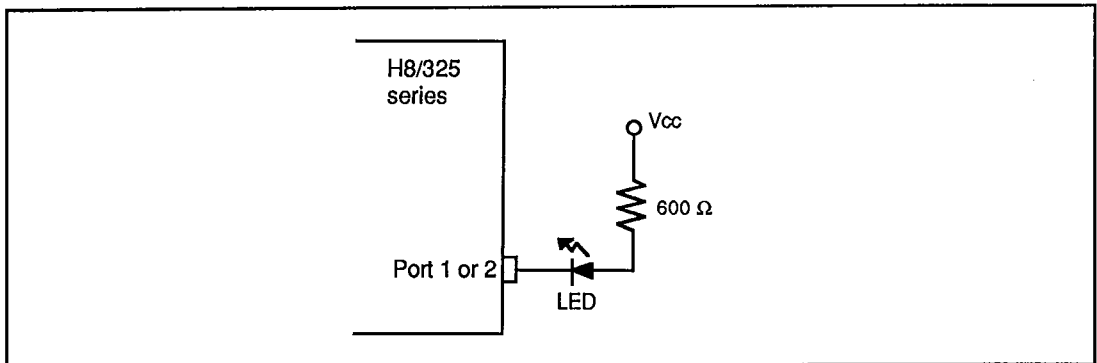 H8/325
series
Vcc
600 Ω
Port 1 or 2
LED